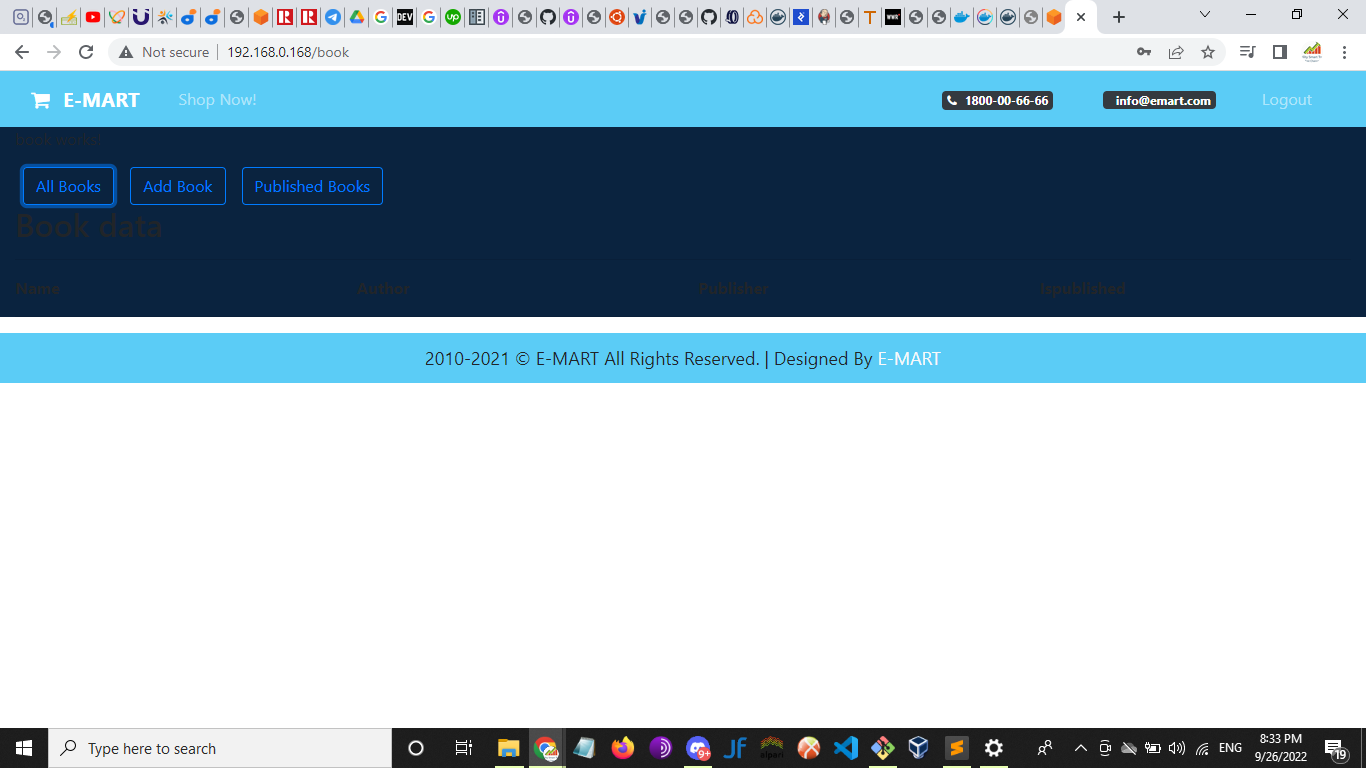 Not secure
192.168.0.168/book
E-MART
Shop Now!
1800-00-66-66
info@emart.com
Logout
book works!
All Books
Add Book
Published Books
Book data
Name
Author
Publisher
Ispublished
2010-2021 © E-MART All Rights Reserved. | Designed By E-MART
Type here to search
ENG
8:33 PM
9/26/2022
19